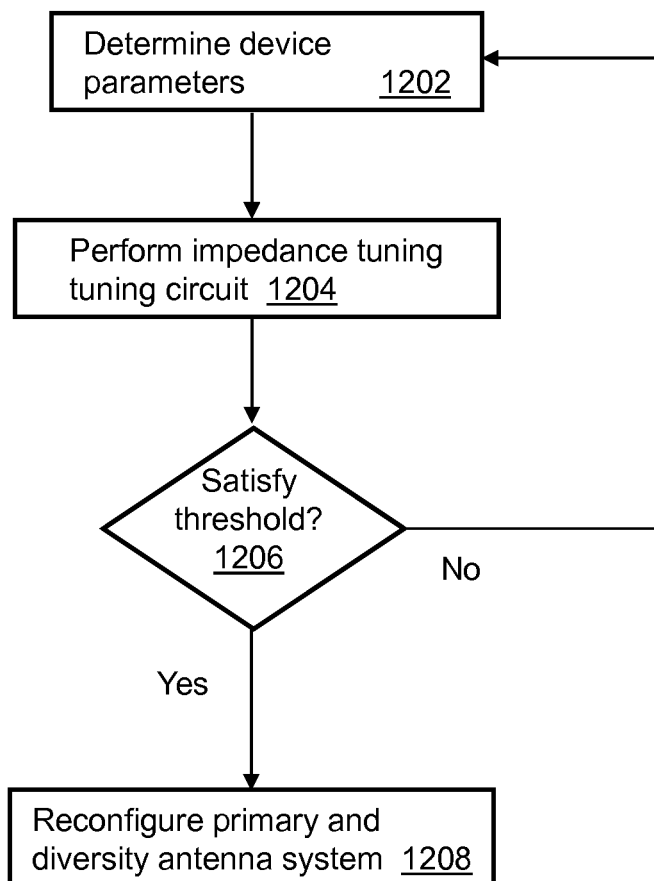 Determine device
parameters 1202
Perform impedance tuning
tuning circuit 1204
Satisfy
threshold?
1206
No
Yes
Reconfigure primary and
diversity antenna system 1208